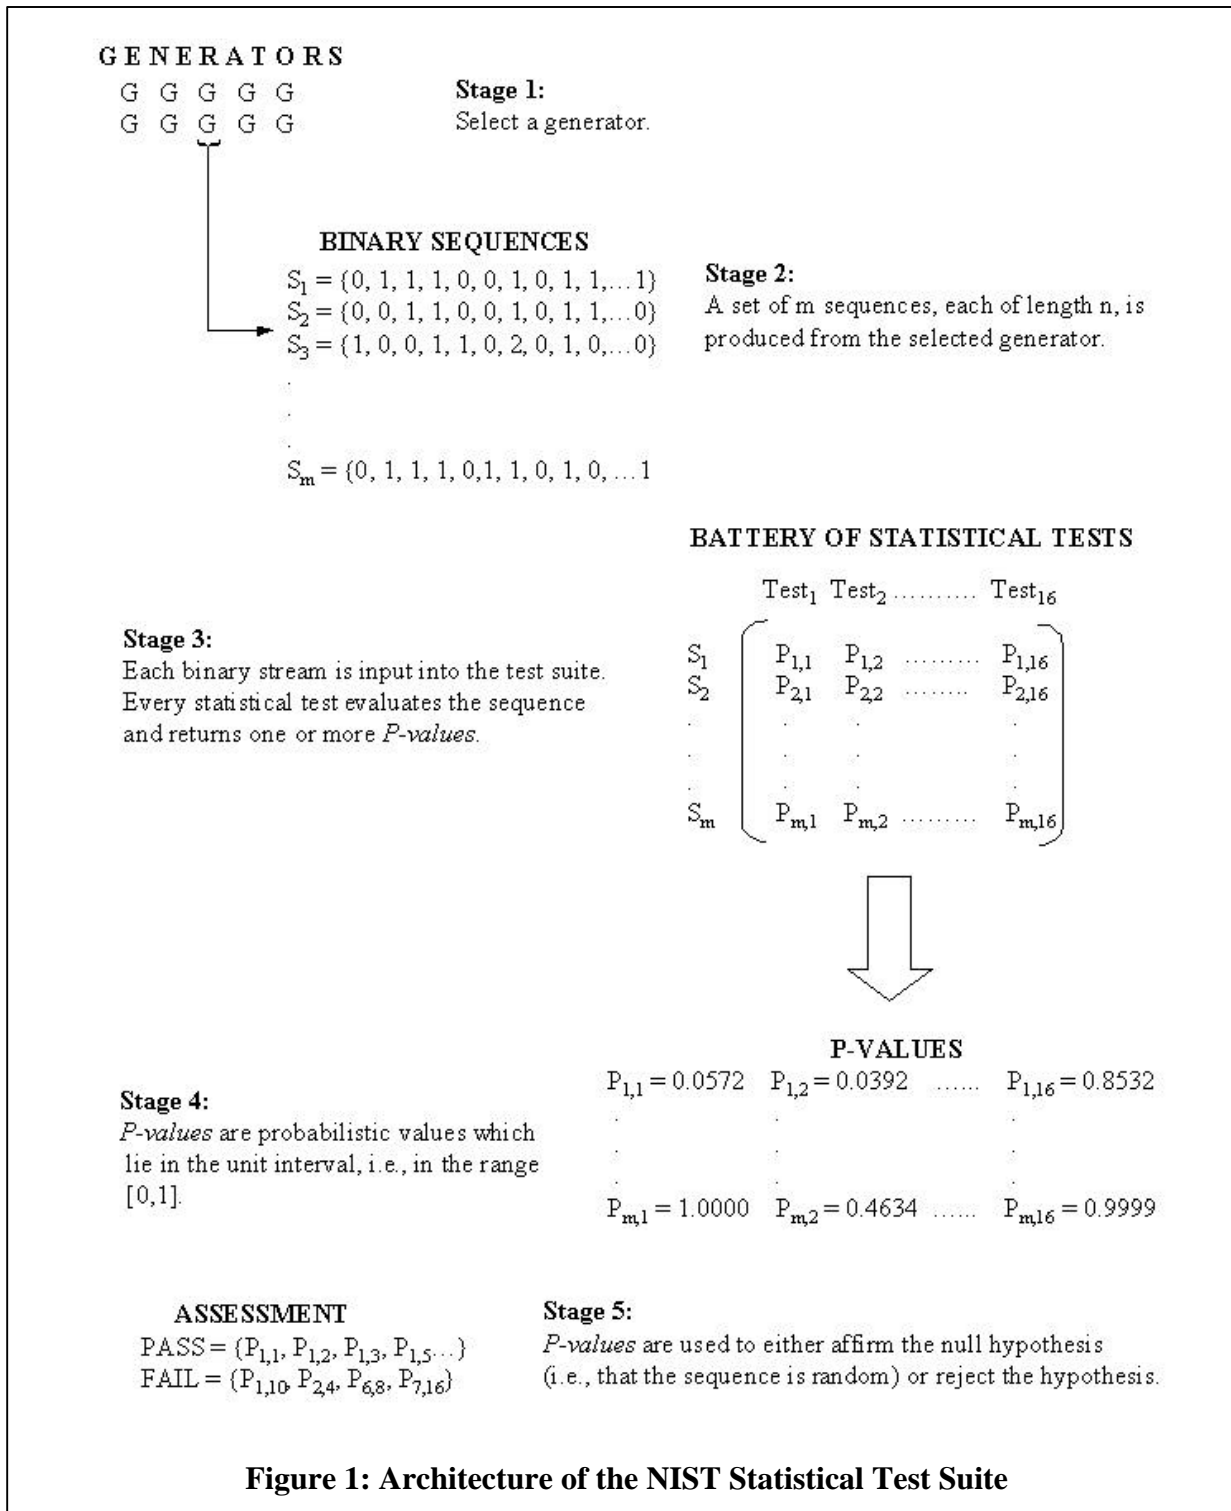 G E N E R A T O R S
G G G G G
G G G G G
Stage 1:
Select a generator.
BINARY SEQUENCES
S1 = {0, 1, 1, 1, 0, 0, 1, 0, 1, 1,...1}
S2 = {0, 0, 1, 1, 0, 0, 1, 0, 1, 1,...0}
S3 = {1, 0, 0, 1, 1, 0, 2, 0, 1, 0,...0}
.
.
.
Sm = {0, 1, 1, 1, 0,1, 1, 0, 1, 0, ...1
Stage 2:
A set of m sequences, each of length n, is
produced from the selected generator.
BATTERY OF STATISTICAL TESTS
Test1 Test2 .......... Test16
S1 P1,1 P1,2 ......... P1,16
S2 P2,1 P2,2 ........ P2,16
. . . .
. . . .
. . . .
Sm Pm,1 Pm,2 ......... Pm,16
Stage 3:
Each binary stream is input into the test suite.
Every statistical test evaluates the sequence
and returns one or more P-values.
P-VALUES
P1,1 = 0.0572 P1,2 = 0.0392 ...... P1,16 = 0.8532
. . .
. . .
. . .
Pm,1 = 1.0000 Pm,2 = 0.4634 ...... Pm,16 = 0.9999
Stage 4:
P-values are probabilistic values which
lie in the unit interval, i.e., in the range
[0,1].
ASSESSMENT
PASS = {P1,1, P1,2, P1,3, P1,5...}
FAIL = {P1,10, P2,4, P6,8, P7,16}
Stage 5:
P-values are used to either affirm the null hypothesis
(i.e., that the sequence is random) or reject the hypothesis.
Figure 1: Architecture of the NIST Statistical Test Suite